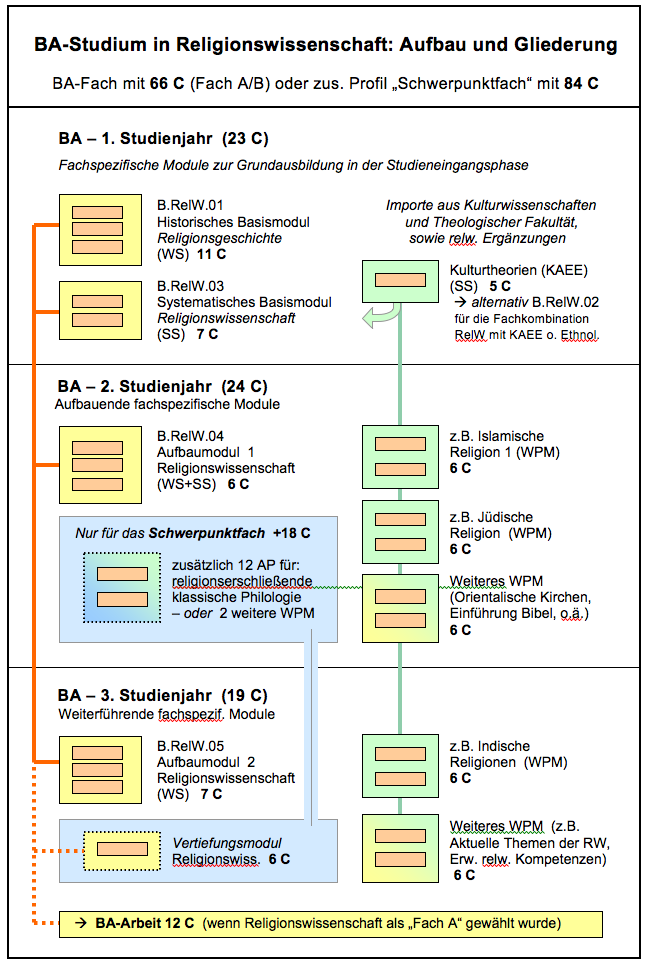 BA-Studium in Religionswissenschaft: Aufbau und Gliederung
BA-Fach mit 66 C (Fach A/B) oder zus. Profil „Schwerpunktfach“ mit 84 C
BA – 1. Studienjahr (23 C)
Fachspezifische Module zur Grundausbildung in der Studieneingangsphase
B.RelW.01
Historisches Basismodul
Religionsgeschichte
(WS) 11 C
Importe aus Kulturwissenschaften
und Theologischer Fakultät,
sowie relw. Ergänzungen
B.RelW.03
Systematisches Basismodul
Religionswissenschaft
(SS) 7 C
Kulturtheorien (KAEE)
(SS) 5 C
→ alternativ B.RelW.02
für die Fachkombination
RelW mit KAEE o. Ethnol.
BA – 2. Studienjahr (24 C)
Aufbauende fachspezifische Module
B.RelW.04
Aufbaumodul 1
Religionswissenschaft
(WS+SS) 6 C
z.B. Islamische
Religion 1 (WPM)
6 C
z.B. Jüdische
Religion (WPM)
6 C
Nur für das Schwerpunktfach +18 C
zusätzlich 12 AP für:
religionserschließende
klassische Philologie
– oder 2 weitere WPM
Weiteres WPM
(Orientalische Kirchen,
Einführung Bibel, o.ä.)
6 C
BA – 3. Studienjahr (19 C)
Weiterführende fachspezif. Module
B.RelW.05
Aufbaumodul 2
Religionswissenschaft
(WS) 7 C
z.B. Indische
Religionen (WPM)
6 C
Vertiefungsmodul
Religionswiss. 6 C
Weiteres WPM (z.B.
Aktuelle Themen der RW,
Erw. relw. Kompetenzen)
6 C
→ BA-Arbeit 12 C (wenn Religionswissenschaft als „Fach A“ gewählt wurde)